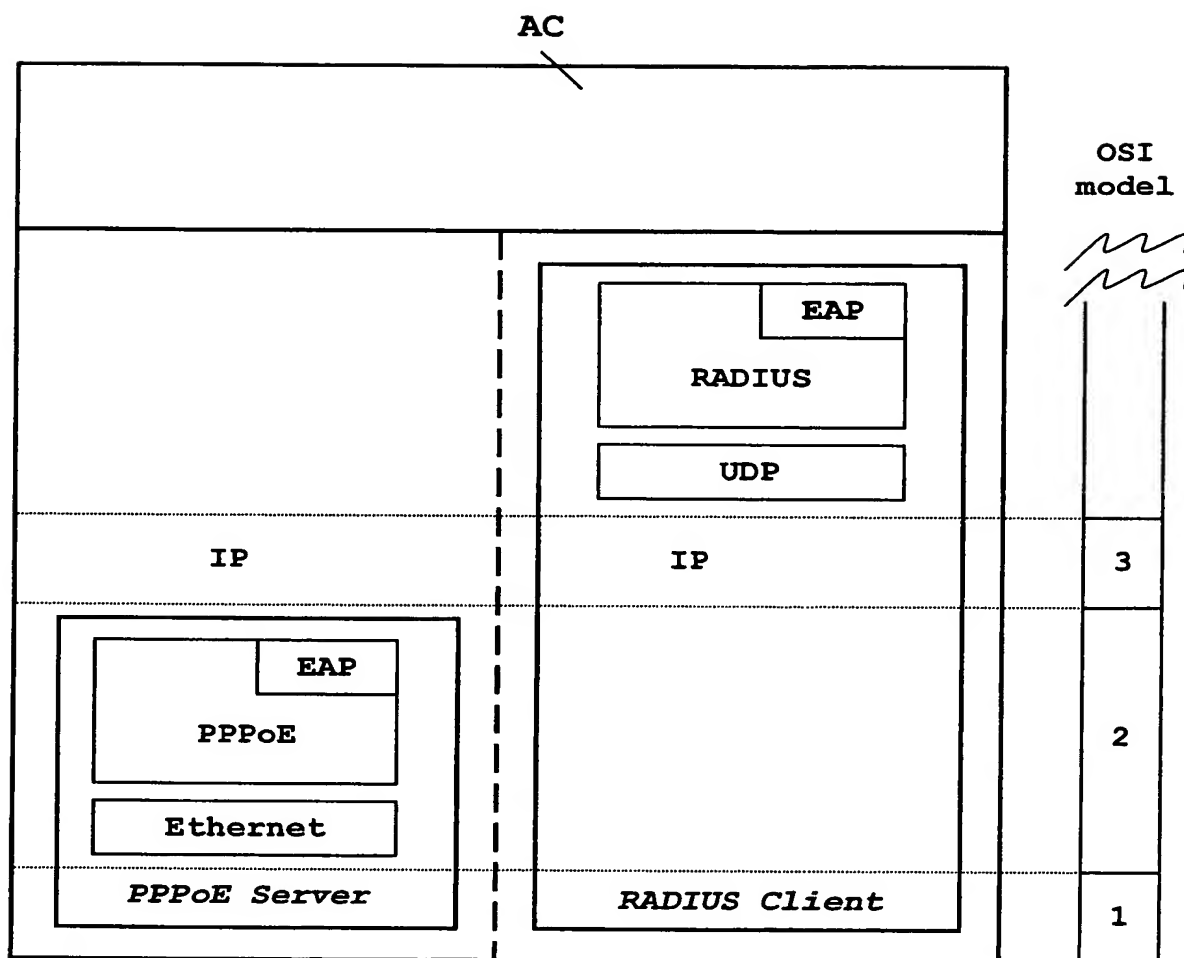 AC
OSI
model
EAP
RADIUS
UDP
IP
IP
3
EAP
PPPoE
2
Ethernet
PPPoE Server
RADIUS Client
1